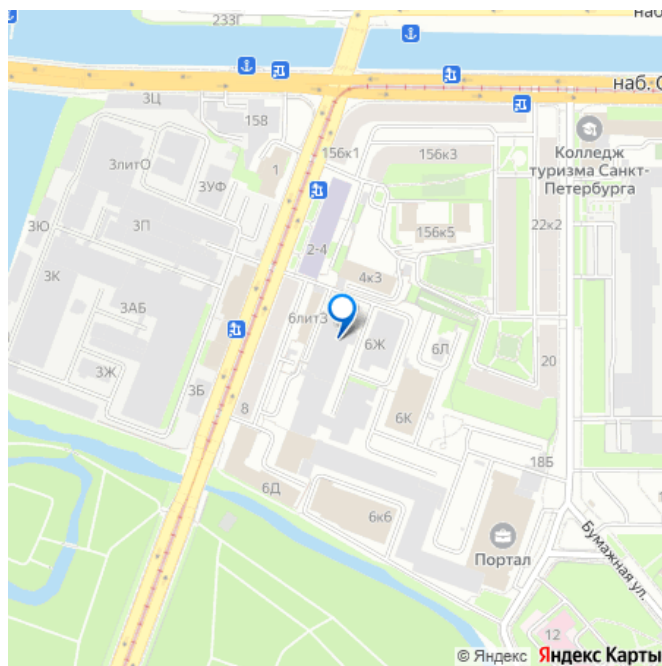 233Г
наб.
наб. О
3Ц
158
156к1
156к3
Колледж
туризма Санкт-
Петербурга
3литО
3УФ
1
3Ю
3П
2-4
156к5
22к2
3К
4к3
3АБ
6литЗ
6Ж
6Л
20
3Ж
3Б
8
6К
18Б
6Д
6к6
Портал
Бумажная ул.
12
© Яндекс Яндекс Карты